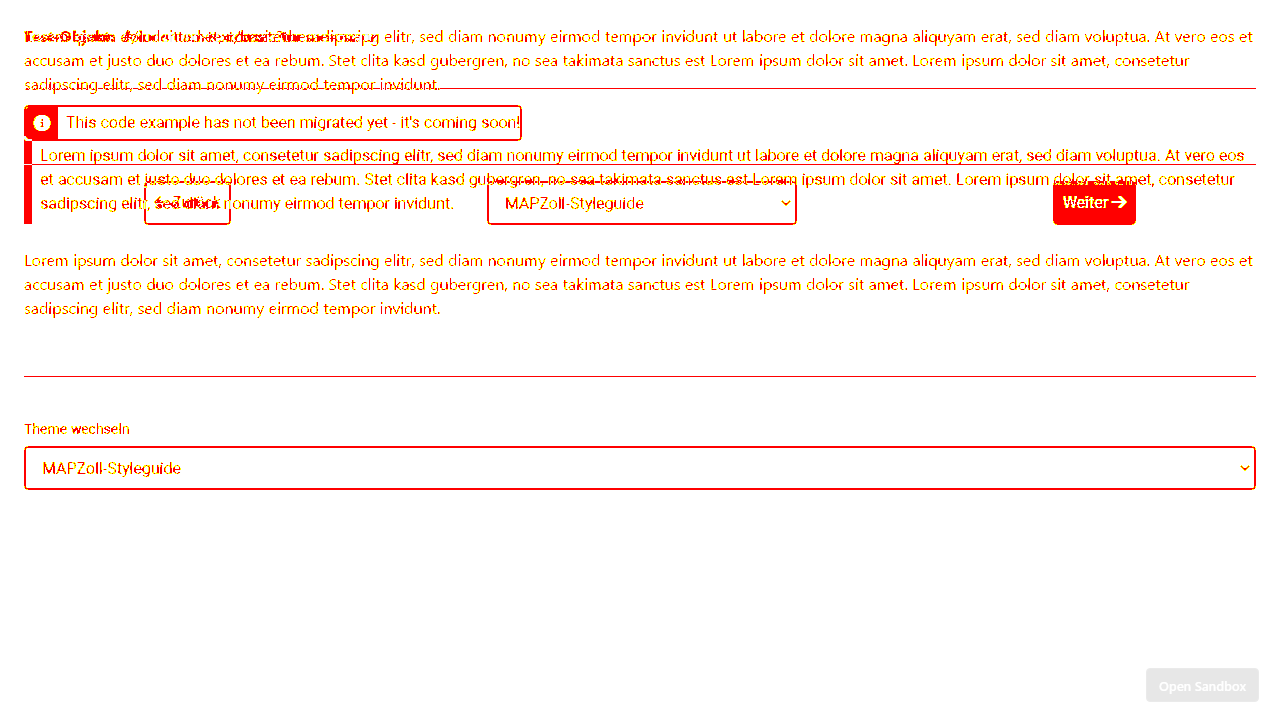 sadipscing elitr, sed diam nonumy eirmod tempor invidunt ut labore et dolore magna aliquyam erat, sed diam voluptua. At vero eos et
accusam et justo duo dolores et ea rebum. Stet clita kasd gubergren, no sea takimata sanctus est Lorem ipsum dolor sit amet. Lorem ipsum dolor sit amet, consetetur
sadipscing elitr, sed diam nonumy eirmod tempor invidunt.
This code example has not been migrated yet - it's coming soon!
Lorem ipsum dolor sit amet, consetetur sadipscing elitr, sed diam nonumy eirmod tempor invidunt ut labore et dolore magna aliquyam erat, sed diam voluptua. At vero eos
et accusam et justo duo dolores et ea rebum. Stet clita kasd gubergren, no sea takimata sanctus est Lorem ipsum dolor sit amet. Lorem ipsum dolor sit amet, consetetur
sadipscing elitr, sed diam nonumy eirmod tempor invidunt.
Zurück
MAPZoll-Styleguide
Weiter
Lorem ipsum dolor sit amet, consetetur sadipscing elitr, sed diam nonumy eirmod tempor invidunt ut labore et dolore magna aliquyam erat, sed diam voluptua. At vero eos et
accusam et justo duo dolores et ea rebum. Stet clita kasd gubergren, no sea takimata sanctus est Lorem ipsum dolor sit amet. Lorem ipsum dolor sit amet, consetetur
sadipscing elitr, sed diam nonumy eirmod tempor invidunt.
Theme wechseln
MAPZoll-Styleguide
Open Sandbox